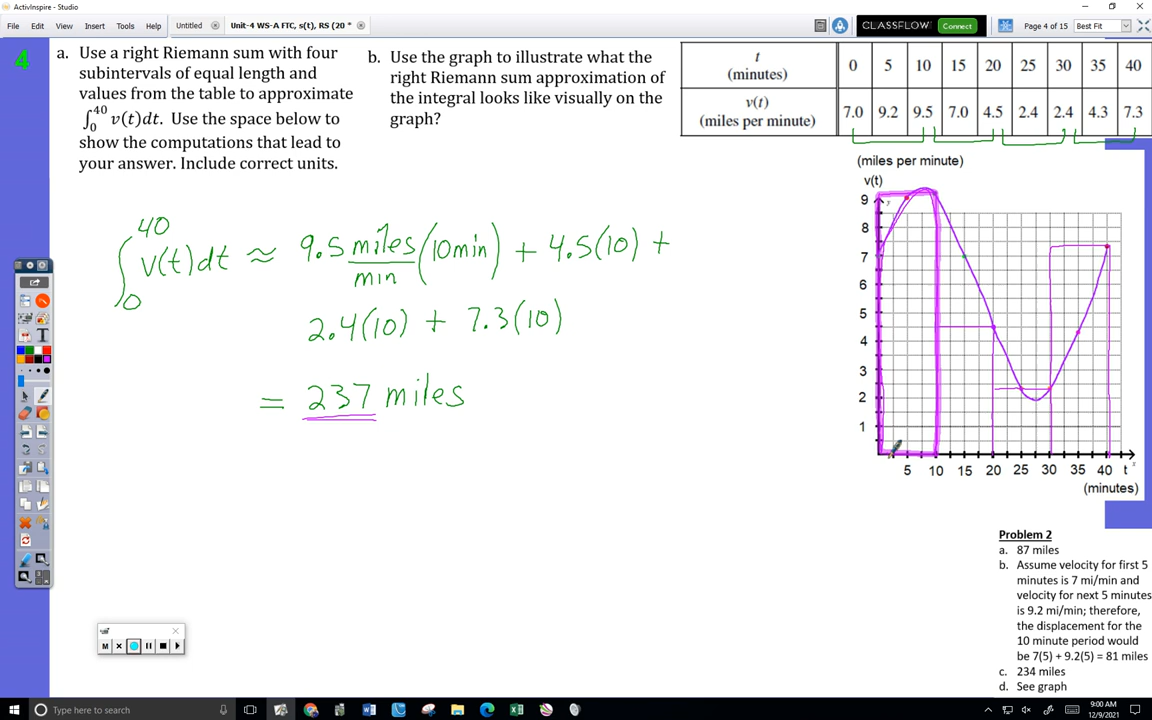 ActivInspire - Studio
File Edit View Insert Tools Help
Untitled
Unit-4 WS-A FTC, s(t), RS (20 *
CLASSFLOW
Connect
Page 4 of 15
Best Fit
4
a. Use a right Riemann sum with four
subintervals of equal length and
values from the table to approximate
∫₀⁴⁰ v(t)dt. Use the space below to
show the computations that lead to
your answer. Include correct units.
b. Use the graph to illustrate what the
right Riemann sum approximation of
the integral looks like visually on the
graph?
t (minutes) 0 5 10 15 20 25 30 35 40
v(t) (miles per minute) 7.0 9.2 9.5 7.0 4.5 2.4 2.4 4.3 7.3
∫₀⁴⁰ v(t)dt ≈ 9.5 miles/min (10min) + 4.5(10) +
2.4(10) + 7.3(10)
= 237 miles
(miles per minute)
v(t)
9
y
8
7
6
5
4
3
2
1
5 10 15 20 25 30 35 40 t
x
(minutes)
Problem 2
a. 87 miles
b. Assume velocity for first 5
minutes is 7 mi/min and
velocity for next 5 minutes
is 9.2 mi/min; therefore,
the displacement for the
10 minute period would
be 7(5) + 9.2(5) = 81 miles
c. 234 miles
d. See graph
M
Type here to search
9:00 AM
12/9/2021